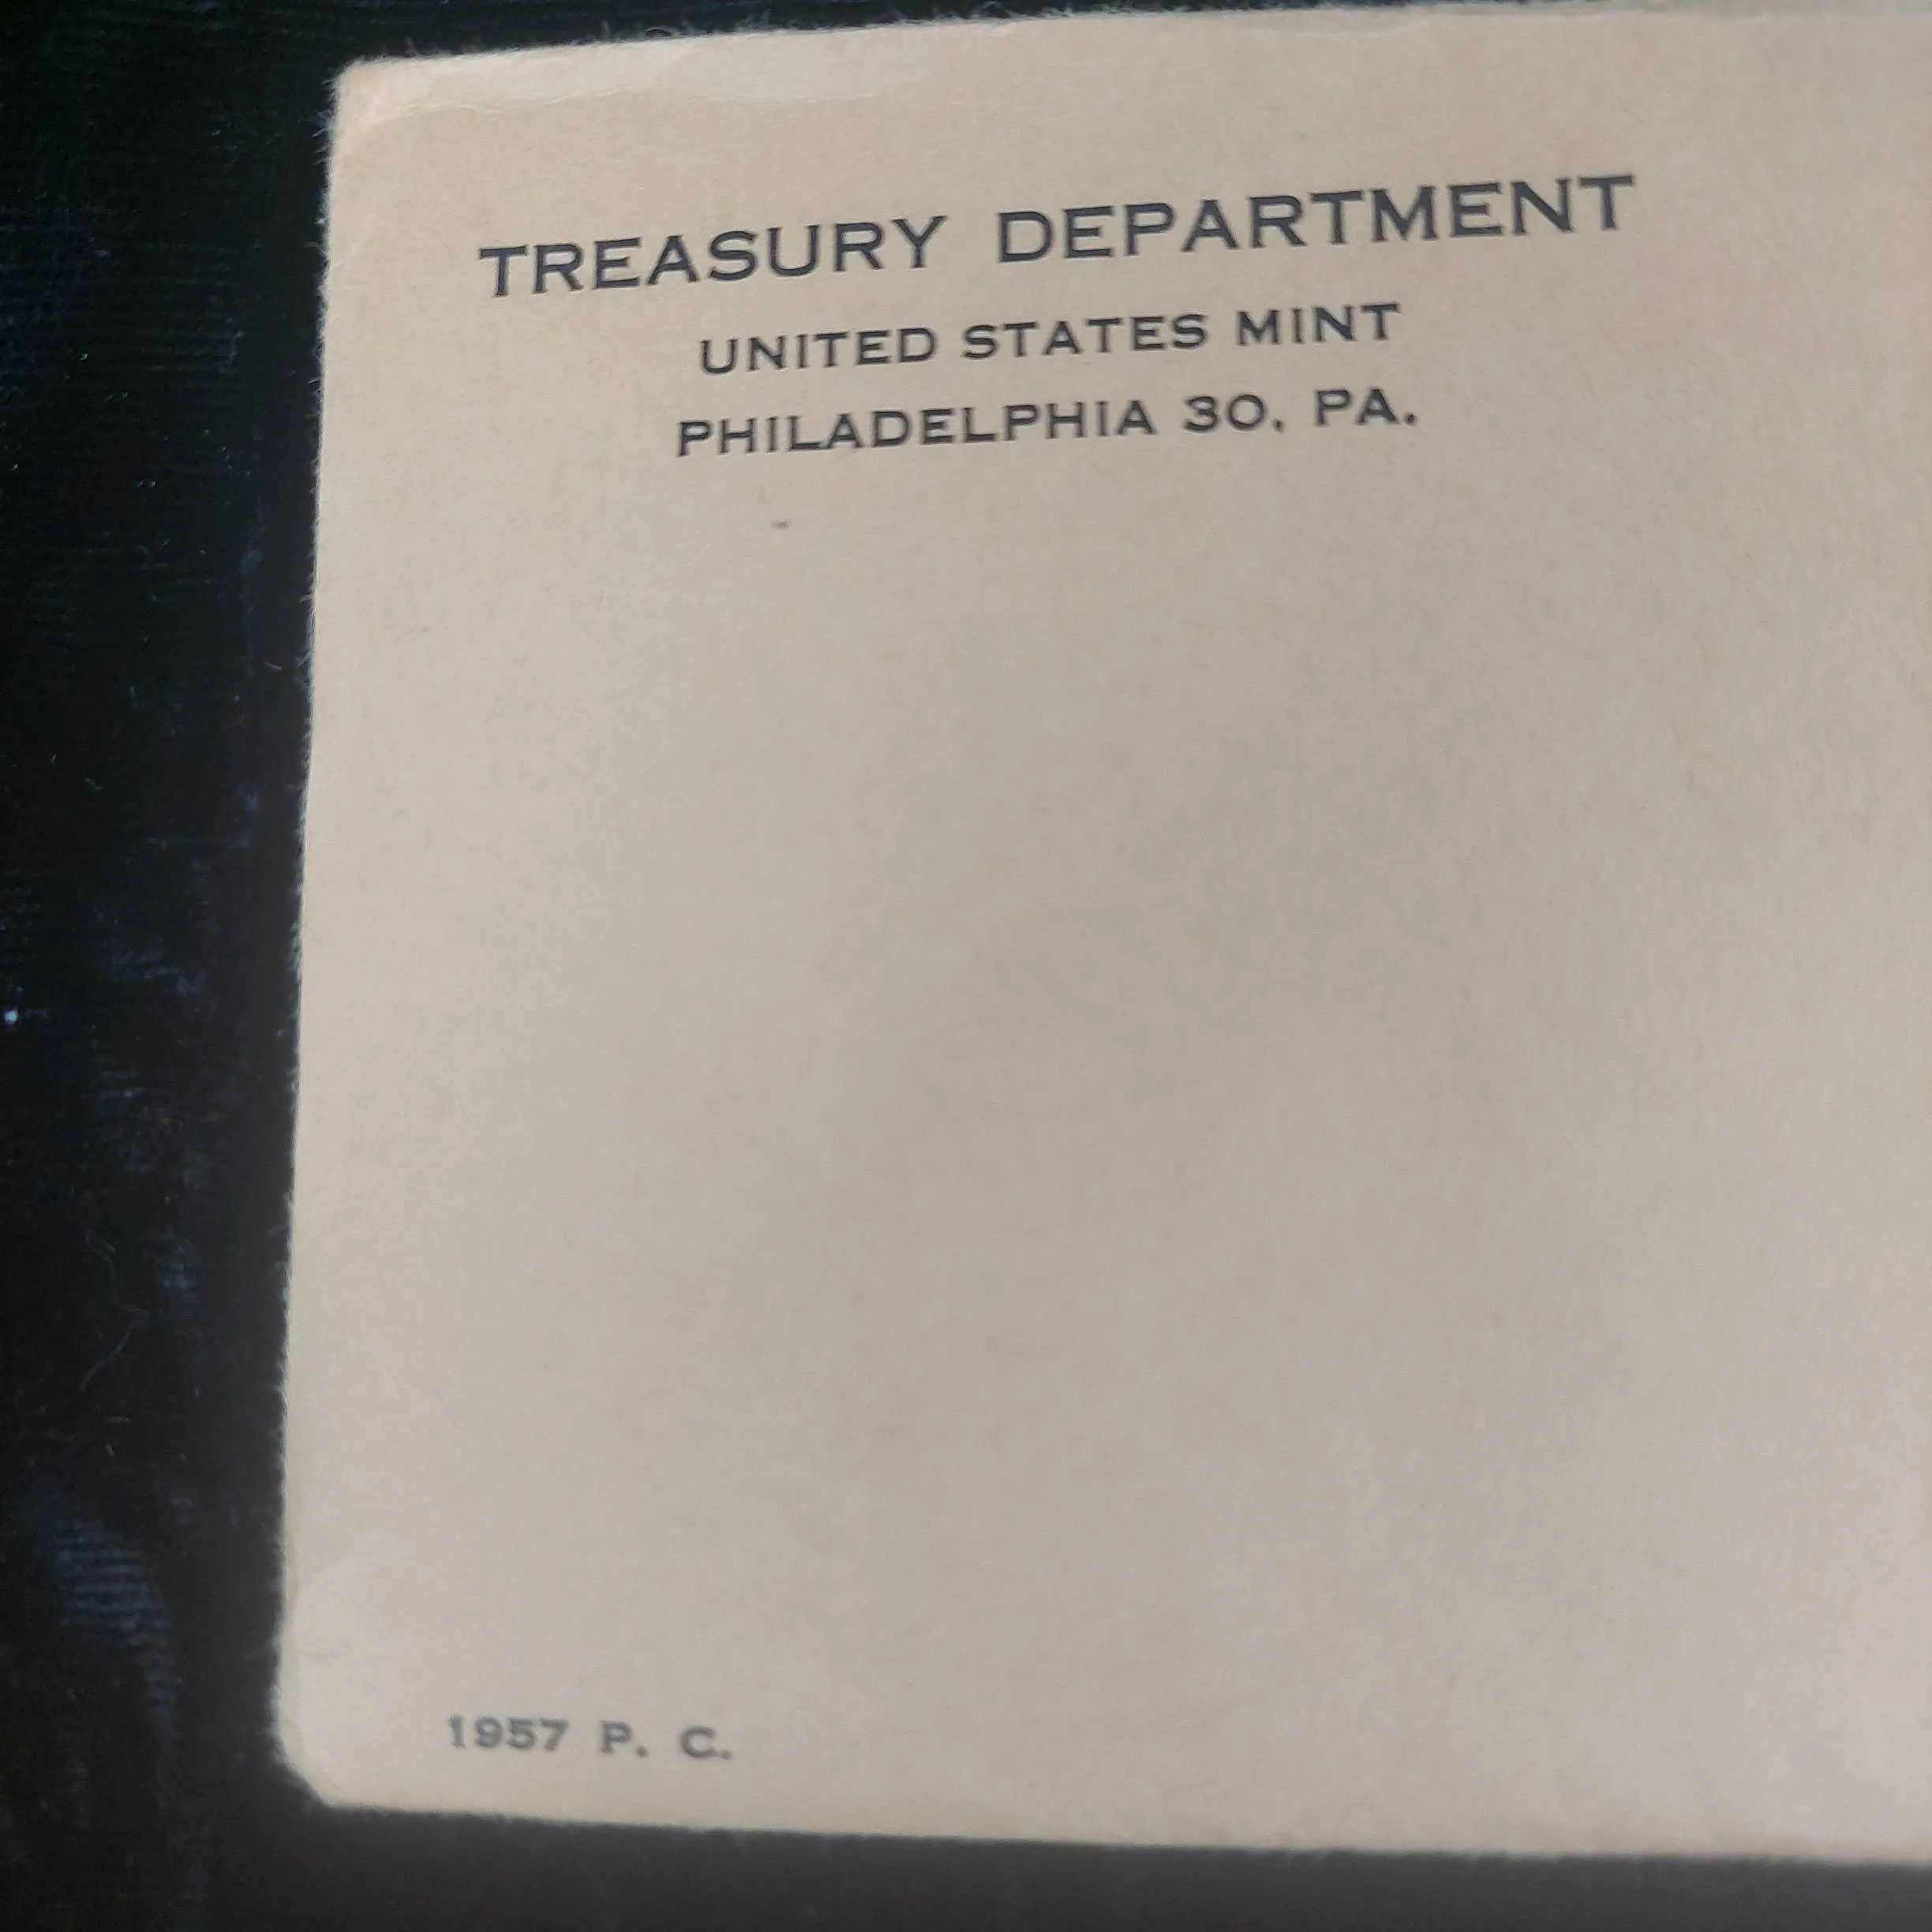 TREASURY DEPARTMENT
UNITED STATES MINT
PHILADELPHIA 30, PA.
1957 P. C.